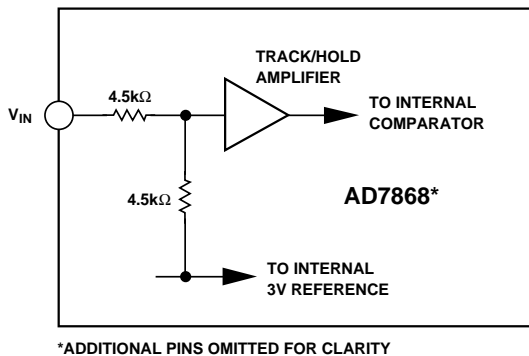 TRACK/HOLD
AMPLIFIER
4.5kΩ
V_IN
TO INTERNAL
COMPARATOR
4.5kΩ
AD7868*
TO INTERNAL
3V REFERENCE
*ADDITIONAL PINS OMITTED FOR CLARITY